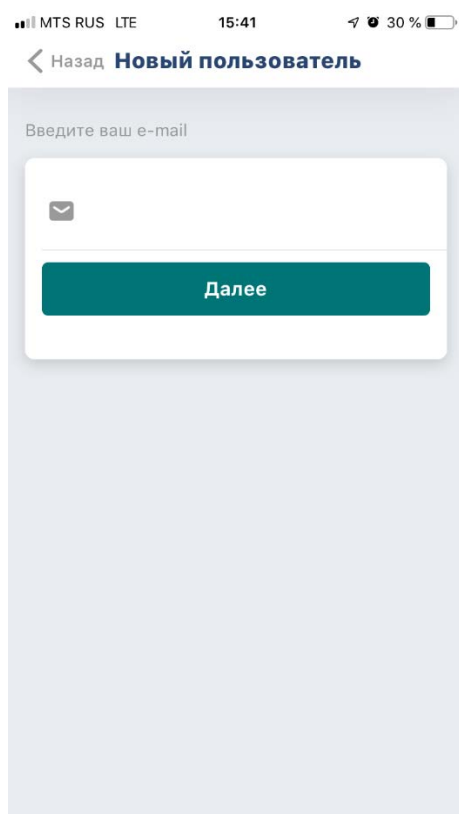 MTS RUS LTE 15:41 30 %
Назад Новый пользователь
Введите ваш e-mail
Далее